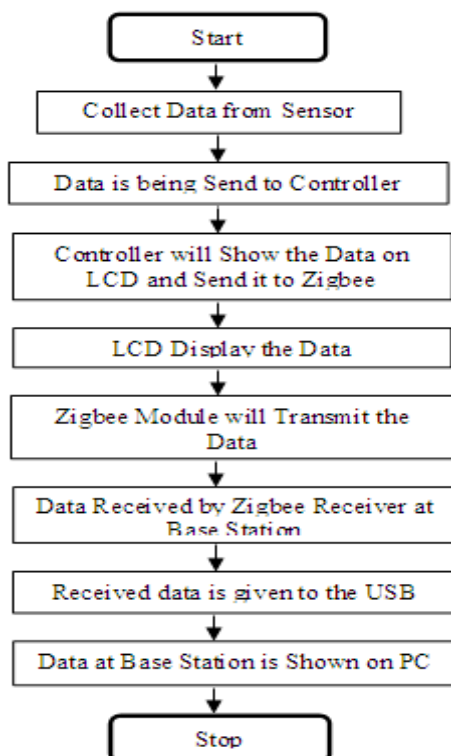 Start
Collect Data from Sensor
Data is being Send to Controller
Controller will Show the Data on
LCD and Send it to Zigbee
LCD Display the Data
Zigbee Module will Transmit the
Data
Data Received by Zigbee Receiver at
Base Station
Received data is given to the USB
Data at Base Station is Shown on PC
Stop